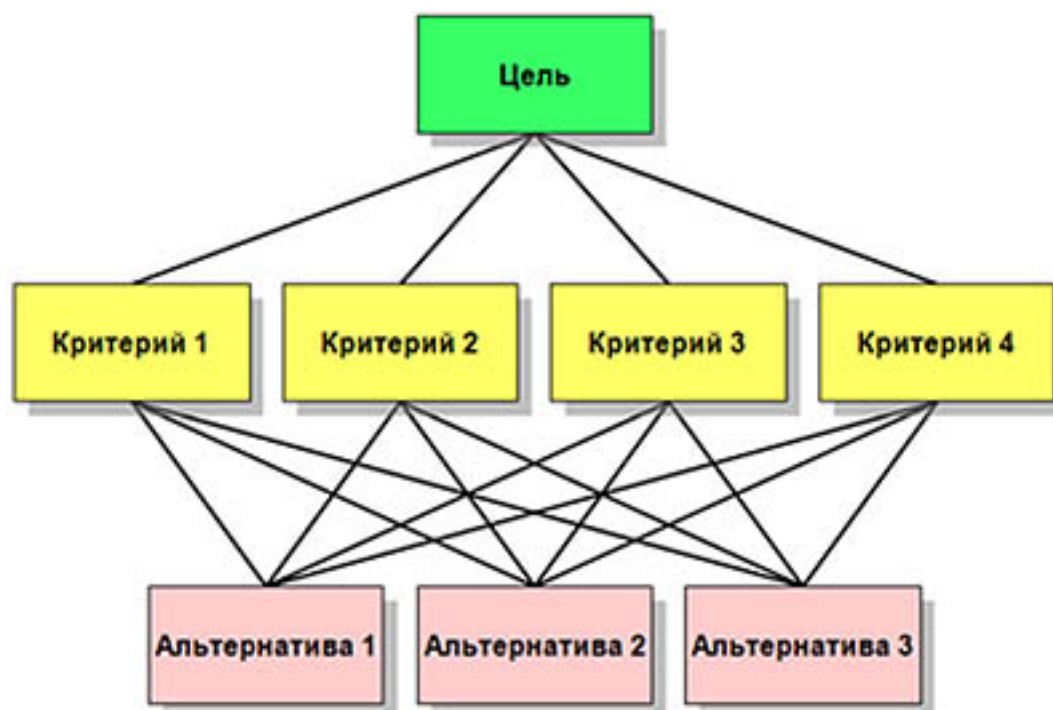 Цель
Критерий 1
Критерий 2
Критерий 3
Критерий 4
Альтернатива 1
Альтернатива 2
Альтернатива 3